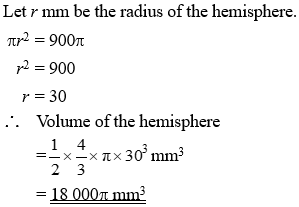 Let r mm be the radius of the hemisphere.
πr² = 900π
r² = 900
r = 30
∴ Volume of the hemisphere
= 1/2 × 4/3 × π × 30³ mm³
= 18 000π mm³